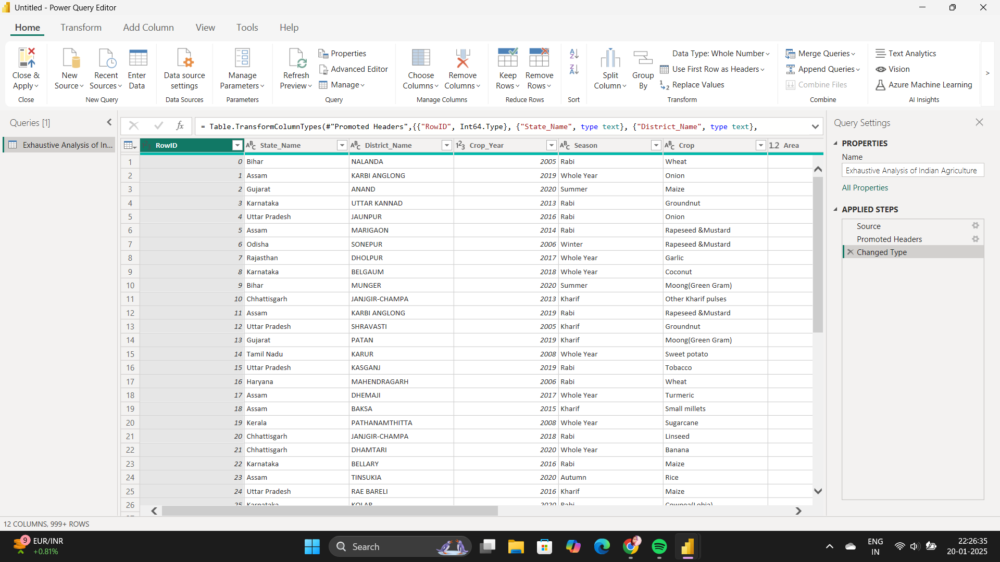 Untitled - Power Query Editor
Home Transform Add Column View Tools Help
Close & Apply
Close
New Source
Recent Sources
Enter Data
New Query
Data source settings
Data Sources
Manage Parameters
Parameters
Refresh Preview
Properties
Advanced Editor
Manage
Query
Choose Columns
Remove Columns
Manage Columns
Keep Rows
Remove Rows
Reduce Rows
Sort
Split Column
Group By
Data Type: Whole Number
Use First Row as Headers
Replace Values
Transform
Merge Queries
Append Queries
Combine Files
Combine
Text Analytics
Vision
Azure Machine Learning
AI Insights
Queries [1]
Exhaustive Analysis of In...
= Table.TransformColumnTypes(#"Promoted Headers",{{"RowID", Int64.Type}, {"State_Name", type text}, {"District_Name", type text},
RowID ABC State_Name ABC District_Name 123 Crop_Year ABC Season ABC Crop 1.2 Area
1 0 Bihar NALANDA 2005 Rabi Wheat
2 1 Assam KARBI ANGLONG 2019 Whole Year Onion
3 2 Gujarat ANAND 2020 Summer Maize
4 3 Karnataka UTTAR KANNAD 2013 Rabi Groundnut
5 4 Uttar Pradesh JAUNPUR 2016 Rabi Onion
6 5 Assam MARIGAON 2014 Rabi Rapeseed &Mustard
7 6 Odisha SONEPUR 2006 Winter Rapeseed &Mustard
8 7 Rajasthan DHOLPUR 2017 Whole Year Garlic
9 8 Karnataka BELGAUM 2018 Whole Year Coconut
10 9 Bihar MUNGER 2020 Summer Moong(Green Gram)
11 10 Chhattisgarh JANJGIR-CHAMPA 2013 Kharif Other Kharif pulses
12 11 Assam KARBI ANGLONG 2019 Rabi Rapeseed &Mustard
13 12 Uttar Pradesh SHRAVASTI 2005 Kharif Groundnut
14 13 Gujarat PATAN 2019 Kharif Moong(Green Gram)
15 14 Tamil Nadu KARUR 2008 Whole Year Sweet potato
16 15 Uttar Pradesh KASGANJ 2019 Rabi Tobacco
17 16 Haryana MAHENDRAGARH 2006 Rabi Wheat
18 17 Assam DHEMAJI 2017 Whole Year Turmeric
19 18 Assam BAKSA 2015 Kharif Small millets
20 19 Kerala PATHANAMTHITTA 2008 Whole Year Sugarcane
21 20 Chhattisgarh JANJGIR-CHAMPA 2018 Rabi Linseed
22 21 Chhattisgarh DHAMTARI 2020 Whole Year Banana
23 22 Karnataka BELLARY 2016 Rabi Maize
24 23 Assam TINSUKIA 2020 Autumn Rice
25 24 Uttar Pradesh RAE BARELI 2016 Kharif Maize
26 25 Karnataka KOLAR 2020 Rabi Cowpea(Lobia)
Query Settings
PROPERTIES
Name
Exhaustive Analysis of Indian Agriculture
All Properties
APPLIED STEPS
Source
Promoted Headers
Changed Type
12 COLUMNS, 999+ ROWS
9 EUR/INR
+0.81%
Search
ENG
IN
22:26:35
20-01-2025